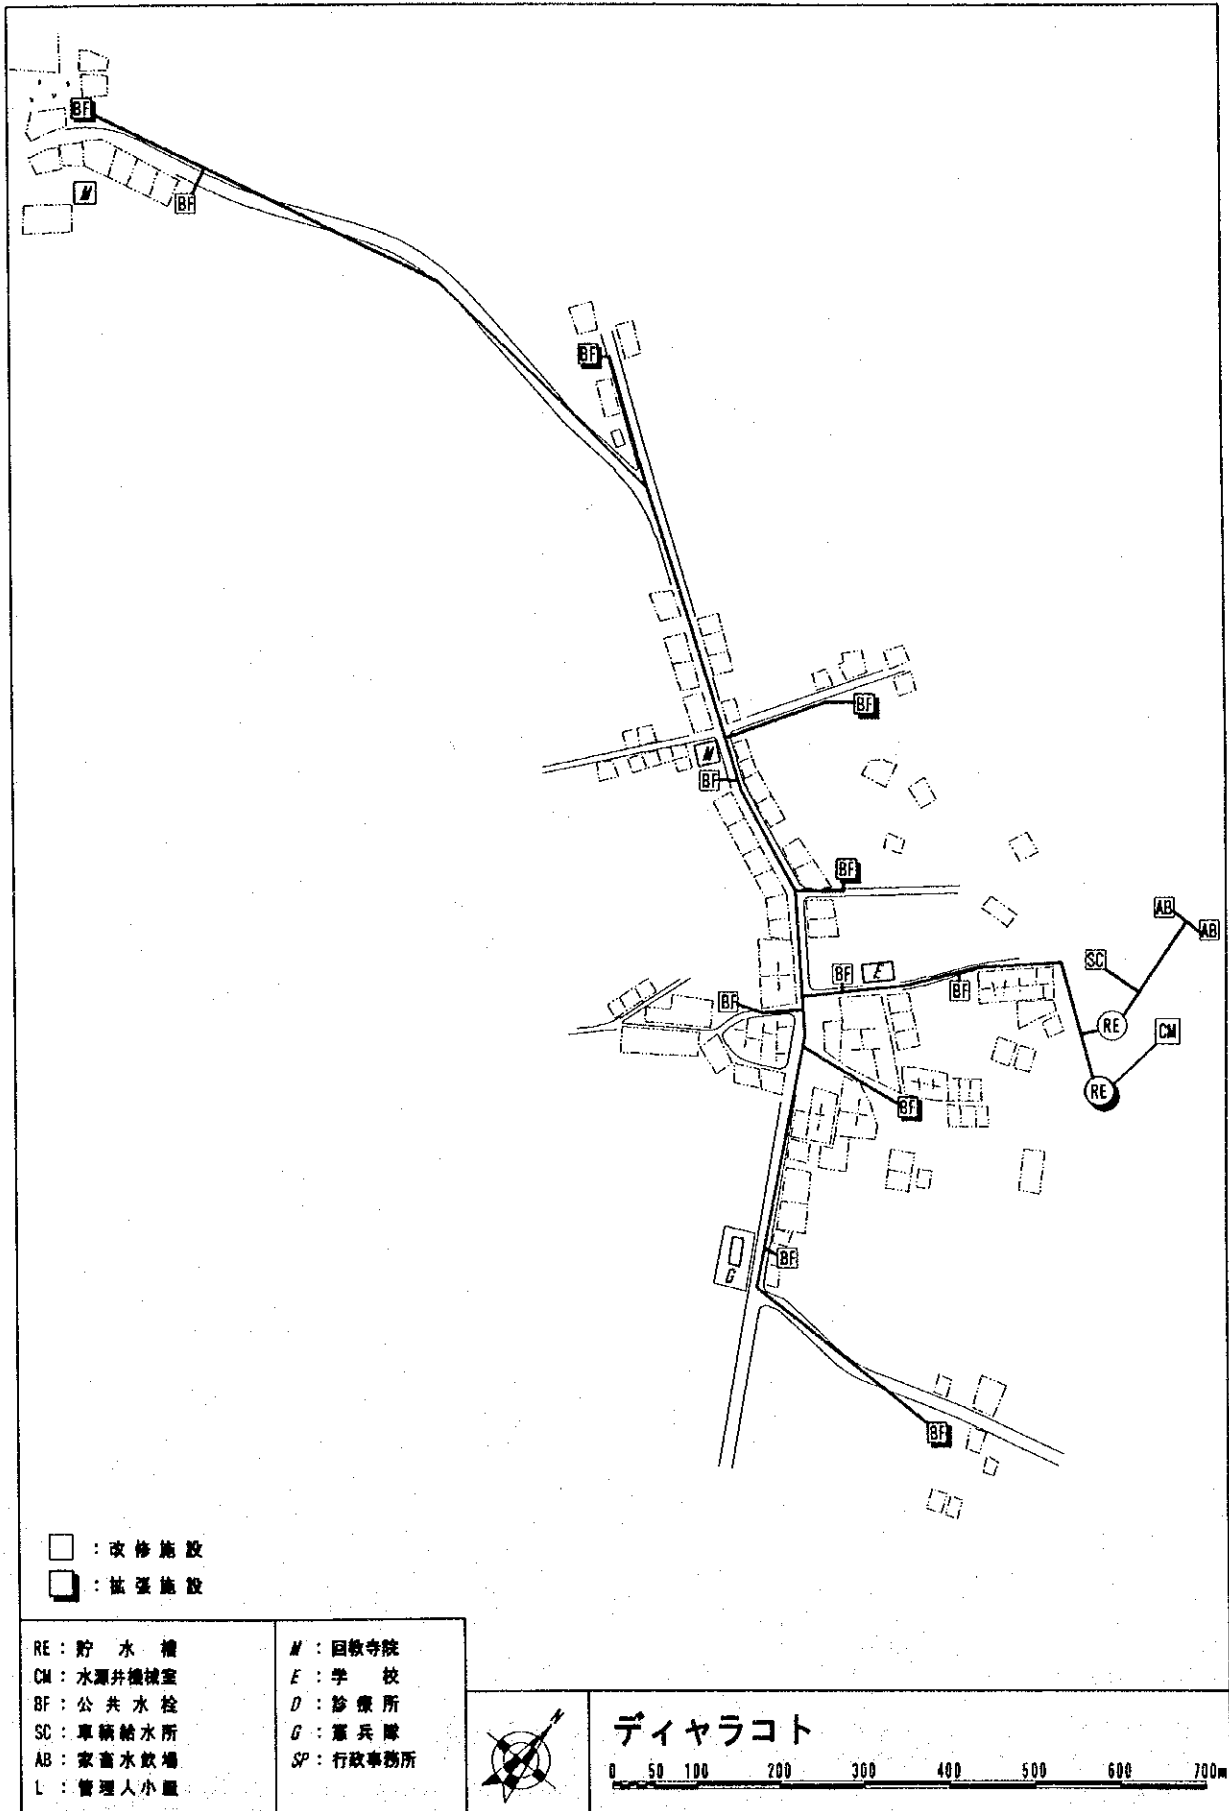 BF
M
BF
BF
BF
M
BF
BF
AB
AB
SC
BF
E
BF
BF
RE
CM
RE
BF
BF
G
BF
□ : 改修施設
: 拡張施設
RE : 貯水槽
CM : 水源井機械室
BF : 公共水栓
SC : 車輌給水所
AB : 家畜水飲場
L : 管理人小屋
M : 回教寺院
E : 学校
D : 診療所
G : 憲兵隊
SP : 行政事務所
N
ディヤラコト
0 50 100 200 300 400 500 600 700m